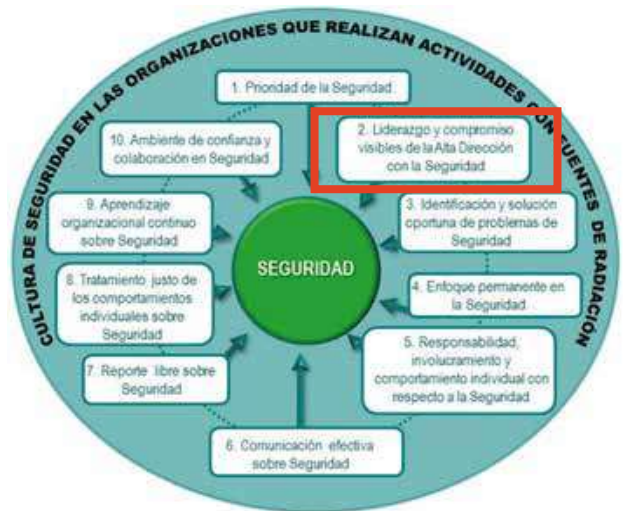 CULTURA DE SEGURIDAD EN LAS ORGANIZACIONES QUE REALIZAN ACTIVIDADES CON FUENTES DE RADIACIÓN
1. Prioridad de la Seguridad
2. Liderazgo y compromiso
visibles de la Alta Dirección
con la Seguridad
3. Identificación y solución
oportuna de problemas de
Seguridad
4. Enfoque permanente en
la Seguridad
5. Responsabilidad,
involucramiento y
comportamiento individual con
respecto a la Seguridad
6. Comunicación efectiva
sobre Seguridad
7. Reporte libre sobre
Seguridad
8. Tratamiento justo de
los comportamientos
individuales sobre
Seguridad
9. Aprendizaje
organizacional continuo
sobre Seguridad
10. Ambiente de confianza y
colaboración en Seguridad
SEGURIDAD